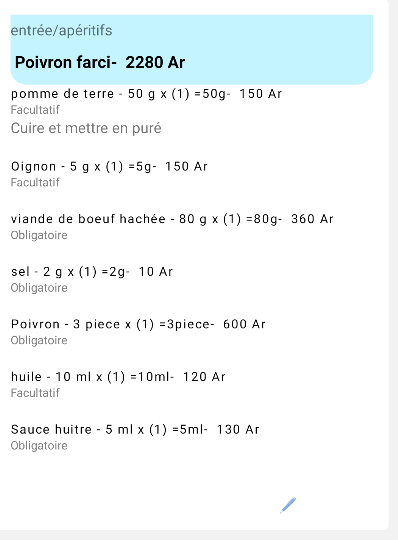 entrée/apéritifs
Poivron farci-  2280 Ar
pomme de terre - 50 g x (1) =50g-  150 Ar
Facultatif
Cuire et mettre en puré
Oignon - 5 g x (1) =5g-  150 Ar
Facultatif
viande de boeuf hachée - 80 g x (1) =80g-  360 Ar
Obligatoire
sel - 2 g x (1) =2g-  10 Ar
Obligatoire
Poivron - 3 piece x (1) =3piece-  600 Ar
Obligatoire
huile - 10 ml x (1) =10ml-  120 Ar
Facultatif
Sauce huitre - 5 ml x (1) =5ml-  130 Ar
Obligatoire